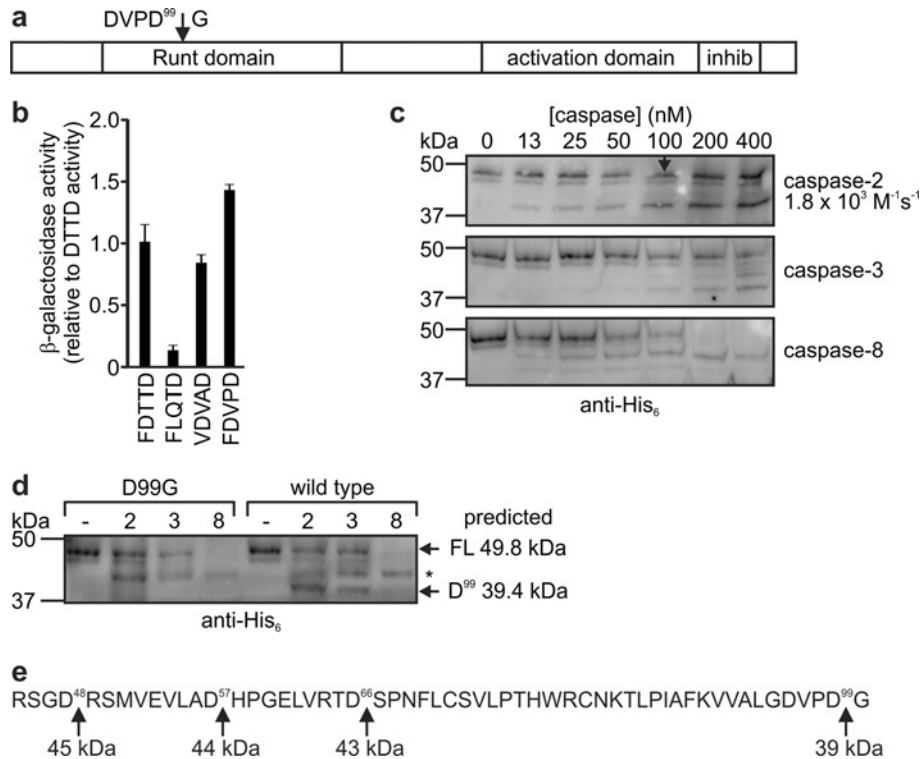 a
DVPD⁹⁹ G
Runt domain activation domain inhib
b
β-galactosidase activity
(relative to DTTD activity)
2.0
1.5
1.0
0.5
0
FDTTD
FLQTD
VDVAD
FDVPD
c
[caspase] (nM)
kDa 0 13 25 50 100 200 400
50
37
caspase-2
1.8 x 10³ M⁻¹s⁻¹
50
37
caspase-3
50
37
caspase-8
anti-His₆
d
D99G wild type
kDa - 2 3 8 - 2 3 8 predicted
50
FL 49.8 kDa
*
D⁹⁹ 39.4 kDa
37
anti-His₆
e
RSGD⁴⁸RSMVEVLAD⁵⁷HPGELVRTD⁶⁶SPNFLCSVLPTHWRCNKTLPIAFKVVALGDVPD⁹⁹G
45 kDa 44 kDa 43 kDa 39 kDa